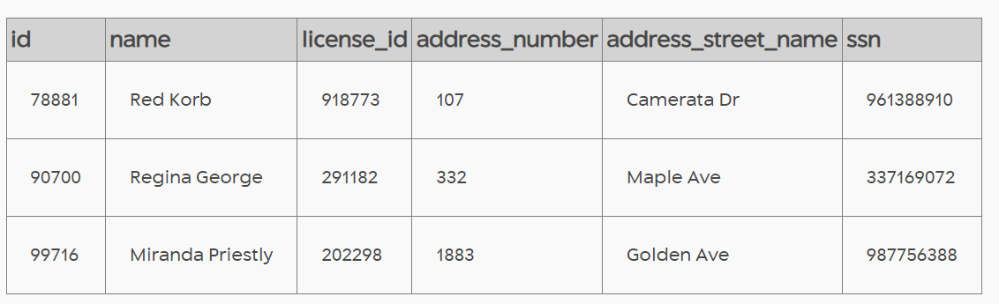 id name license_id address_number address_street_name ssn
78881 Red Korb 918773 107 Camerata Dr 961388910
90700 Regina George 291182 332 Maple Ave 337169072
99716 Miranda Priestly 202298 1883 Golden Ave 987756388